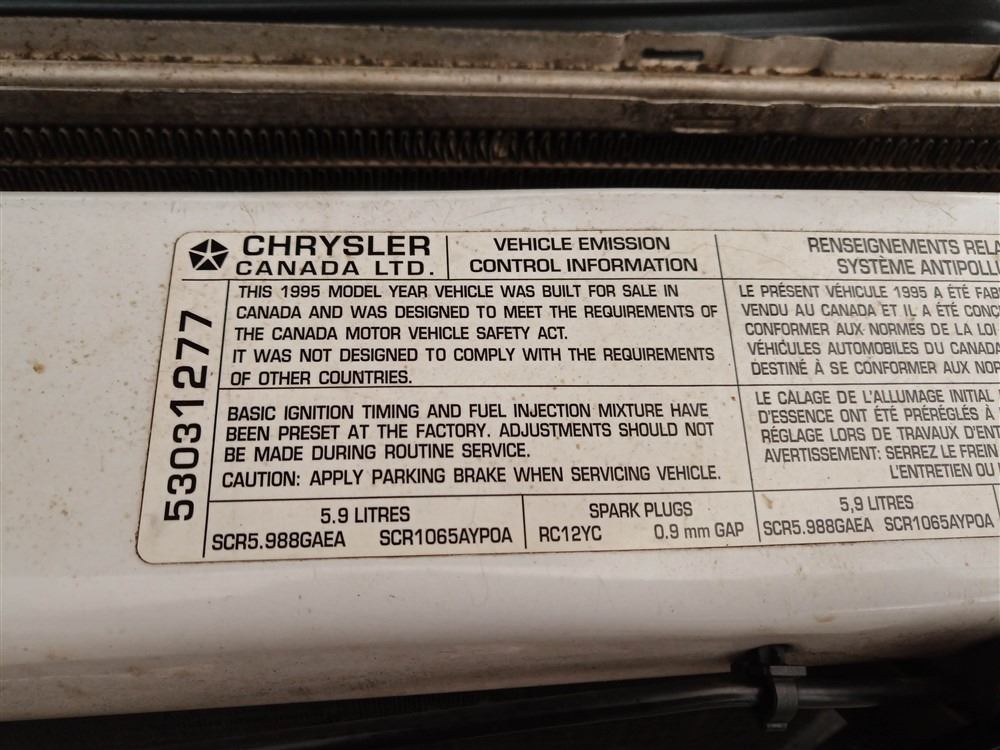 CHRYSLER
CANADA LTD.
VEHICLE EMISSION
CONTROL INFORMATION
53031277
THIS 1995 MODEL YEAR VEHICLE WAS BUILT FOR SALE IN
CANADA AND WAS DESIGNED TO MEET THE REQUIREMENTS OF
THE CANADA MOTOR VEHICLE SAFETY ACT.
IT WAS NOT DESIGNED TO COMPLY WITH THE REQUIREMENTS
OF OTHER COUNTRIES.
BASIC IGNITION TIMING AND FUEL INJECTION MIXTURE HAVE
BEEN PRESET AT THE FACTORY. ADJUSTMENTS SHOULD NOT
BE MADE DURING ROUTINE SERVICE.
CAUTION: APPLY PARKING BRAKE WHEN SERVICING VEHICLE.
5.9 LITRES
SCR5.988GAEA SCR1065AYP0A
SPARK PLUGS
RC12YC 0.9 mm GAP
RENSEIGNEMENTS
SYSTÈME
LE PRÉSENT VÉHICULE 1995 A ÉTÉ
VENDU AU CANADA ET IL A ÉTÉ
CONFORMER AUX NORMES DE LA LOI
VÉHICULES AUTOMOBILES DU CANADA
DESTINÉ À SE CONFORMER AUX
LE CALAGE DE L'ALLUMAGE INITIAL
D'ESSENCE ONT ÉTÉ PRÉRÉGLÉS À
RÉGLAGE LORS DE TRAVAUX
AVERTISSEMENT: SERREZ LE FREIN
L'ENTRETIEN OU
5,9 LITRES
SCR5.988GAEA SCR1065AYP0A